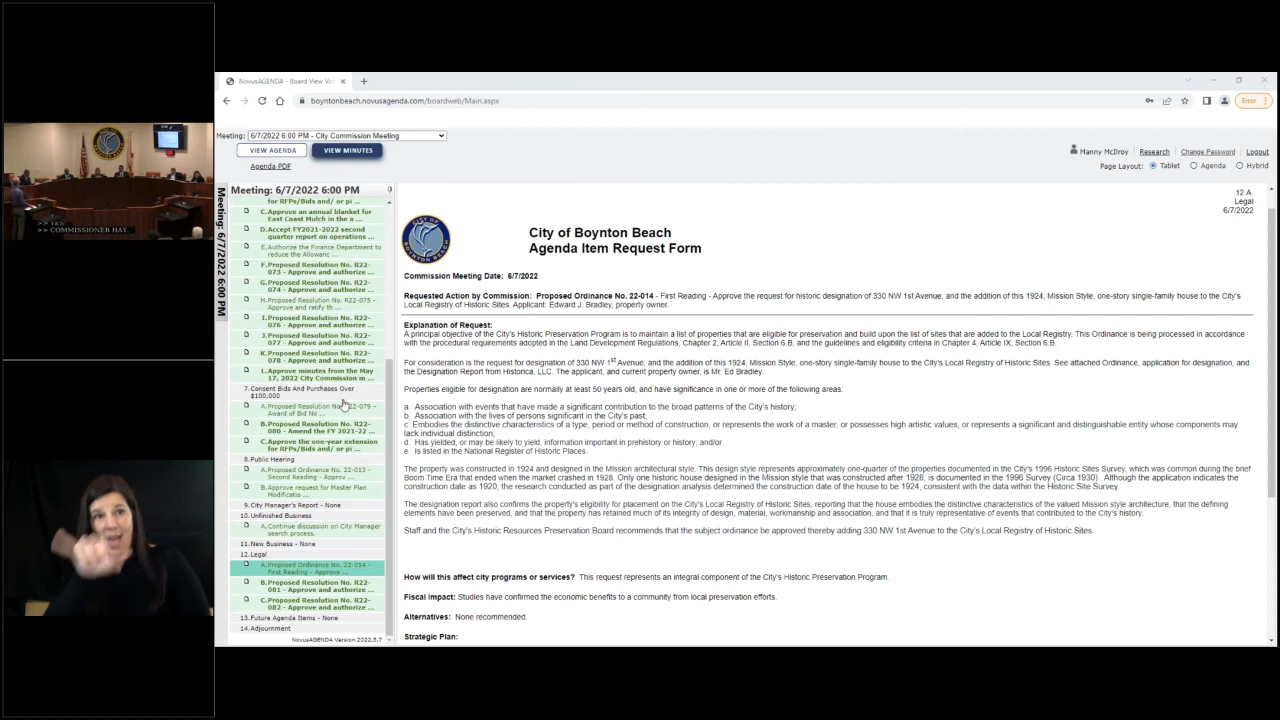 NovusAGENDA - Board View Ver
boyntonbeach.novusagenda.com/boardweb/Main.aspx
Error
Meeting: 6/7/2022 6:00 PM - City Commission Meeting
VIEW AGENDA
VIEW MINUTES
Agenda PDF
Manny McIlroy Research Change Password Logout
Page Layout: Tablet Agenda Hybrid
Meeting: 6/7/2022 6:00 PM
Meeting: 6/7/2022 6:00 PM
for RFPs/Bids and/ or pi ...
C. Approve an annual blanket for
East Coast Mulch in the a ...
D. Accept FY2021-2022 second
quarter report on operations ...
E. Authorize the Finance Department to
reduce the Allowanc ...
F. Proposed Resolution No. R22-
073 - Approve and authorize ...
G. Proposed Resolution No. R22-
074 - Approve and authorize ...
H. Proposed Resolution No. R22-075 -
Approve and ratify th ...
I. Proposed Resolution No. R22-
076 - Approve and authorize ...
J. Proposed Resolution No. R22-
077 - Approve and authorize ...
K. Proposed Resolution No. R22-
078 - Approve and authorize ...
L. Approve minutes from the May
17, 2022 City Commission m ...
7. Consent Bids And Purchases Over
$100,000
A. Proposed Resolution No. R22-079 -
Award of Bid No ...
B. Proposed Resolution No. R22-
080 - Amend the FY 2021-22 ...
C. Approve the one-year extension
for RFPs/Bids and/ or pi ...
8. Public Hearing
A. Proposed Ordinance No. 22-013 -
Second Reading - Approv ...
B. Approve request for Master Plan
Modificatio ...
9. City Manager's Report - None
10. Unfinished Business
A. Continue discussion on City Manager
search process.
11. New Business - None
12. Legal
A. Proposed Ordinance No. 22-014 -
First Reading - Approve ...
B. Proposed Resolution No. R22-
081 - Approve and authorize ...
C. Proposed Resolution No. R22-
082 - Approve and authorize ...
13. Future Agenda Items - None
14. Adjournment
NovusAGENDA Version 2022.5.7
12 A
Legal
6/7/2022
CITY OF
BOYNTON BEACH
City of Boynton Beach
Agenda Item Request Form
Commission Meeting Date: 6/7/2022
Requested Action by Commission: Proposed Ordinance No. 22-014 - First Reading - Approve the request for historic designation of 330 NW 1st Avenue, and the addition of this 1924, Mission Style, one-story single-family house to the City's
Local Registry of Historic Sites. Applicant: Edward J. Bradley, property owner.
Explanation of Request:
A principal objective of the City's Historic Preservation Program is to maintain a list of properties that are eligible for preservation and build upon the list of sites that are added to the Local Registry. This Ordinance is being processed in accordance
with the procedural requirements adopted in the Land Development Regulations, Chapter 2, Article II, Section 6.B, and the guidelines and eligibility criteria in Chapter 4, Article IX, Section 6.B.
For consideration is the request for designation of 330 NW 1st Avenue, and the addition of this 1924, Mission Style, one-story single-family house to the City's Local Registry of Historic Sites. See attached Ordinance, application for designation, and
the Designation Report from Historica, LLC. The applicant, and current property owner, is Mr. Ed Bradley.
Properties eligible for designation are normally at least 50 years old, and have significance in one or more of the following areas:
a. Association with events that have made a significant contribution to the broad patterns of the City's history;
b. Association with the lives of persons significant in the City's past;
c. Embodies the distinctive characteristics of a type, period or method of construction, or represents the work of a master, or possesses high artistic values, or represents a significant and distinguishable entity whose components may
lack individual distinction;
d. Has yielded, or may be likely to yield, information important in prehistory or history; and/or
e. Is listed in the National Register of Historic Places.
The property was constructed in 1924 and designed in the Mission architectural style. This design style represents approximately one-quarter of the properties documented in the City's 1996 Historic Sites Survey, which was common during the brief
Boom Time Era that ended when the market crashed in 1928. Only one historic house designed in the Mission style that was constructed after 1928, is documented in the 1996 Survey (Circa 1930). Although the application indicates the
construction date as 1920, the research conducted as part of the designation analysis determined the construction date of the house to be 1924, consistent with the data within the Historic Site Survey.
The designation report also confirms the property's eligibility for placement on the City's Local Registry of Historic Sites, reporting that the house embodies the distinctive characteristics of the valued Mission style architecture, that the defining
elements have been preserved, and that the property has retained much of its integrity of design, material, workmanship and association, and that it is truly representative of events that contributed to the City's history.
Staff and the City's Historic Resources Preservation Board recommends that the subject ordinance be approved thereby adding 330 NW 1st Avenue to the City's Local Registry of Historic Sites.
How will this affect city programs or services? This request represents an integral component of the City's Historic Preservation Program.
Fiscal Impact: Studies have confirmed the economic benefits to a community from local preservation efforts.
Alternatives: None recommended.
Strategic Plan:
>> YES.
>> COMMISSIONER HAY.